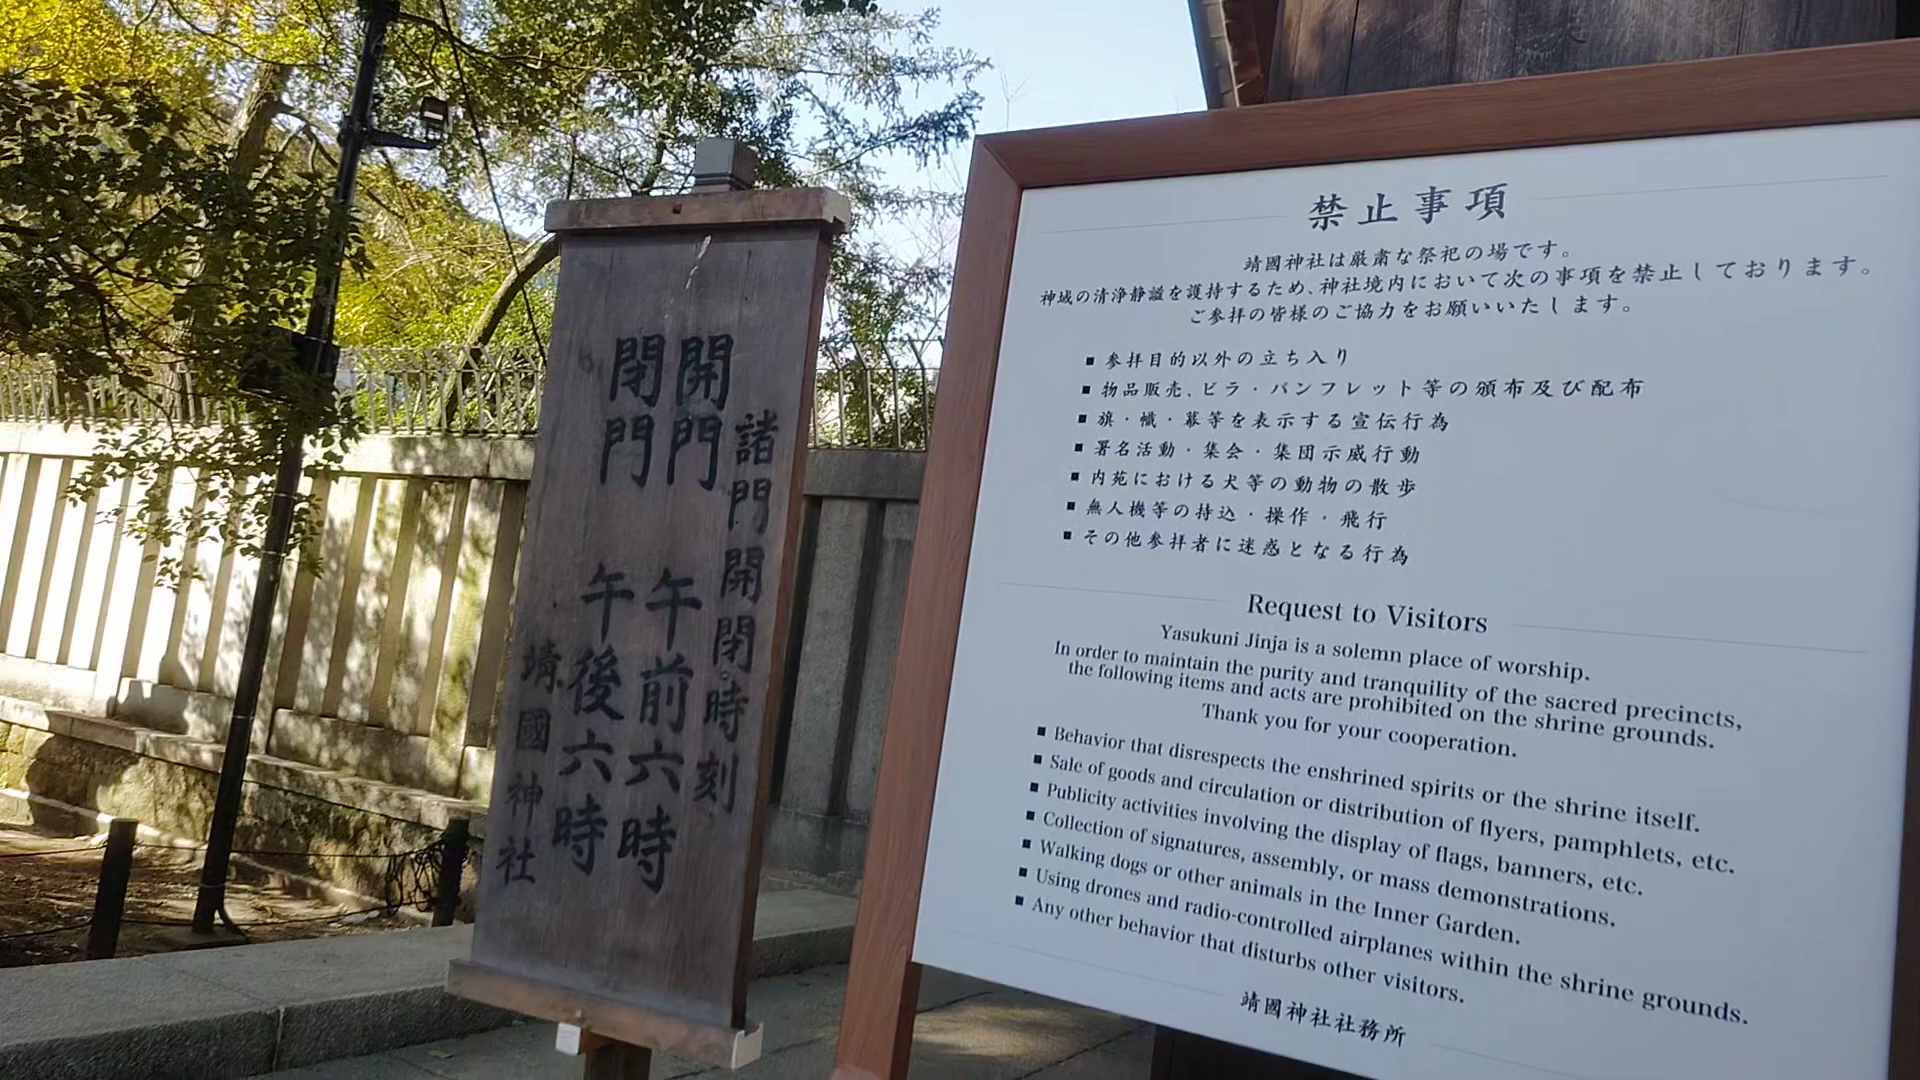 諸門開閉時刻
開門 午前六時
閉門 午後六時
靖國神社
禁止事項
靖國神社は厳粛な祭祀の場です。
神域の清浄静謐を護持するため、神社境内において次の事項を禁止しております。
ご参拝の皆様のご協力をお願いいたします。
■ 参拝目的以外の立ち入り
■ 物品販売、ビラ・パンフレット等の頒布及び配布
■ 旗・幟・幕等を表示する宣伝行為
■ 署名活動・集会・集団示威行動
■ 内苑における犬等の動物の散歩
■ 無人機等の持込・操作・飛行
■ その他参拝者に迷惑となる行為
Request to Visitors
Yasukuni Jinja is a solemn place of worship.
In order to maintain the purity and tranquility of the sacred precincts,
the following items and acts are prohibited on the shrine grounds.
Thank you for your cooperation.
■ Behavior that disrespects the enshrined spirits or the shrine itself.
■ Sale of goods and circulation or distribution of flyers, pamphlets, etc.
■ Publicity activities involving the display of flags, banners, etc.
■ Collection of signatures, assembly, or mass demonstrations.
■ Walking dogs or other animals in the Inner Garden.
■ Using drones and radio-controlled airplanes within the shrine grounds.
■ Any other behavior that disturbs other visitors.
靖國神社社務所